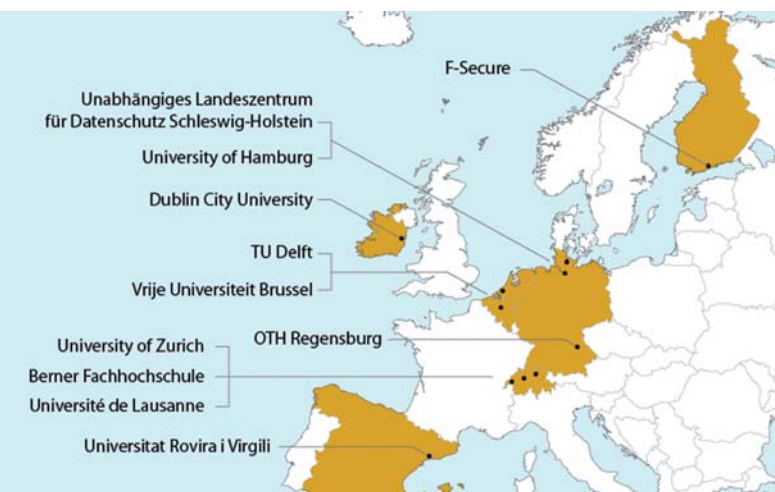 F-Secure
Unabhängiges Landeszentrum
für Datenschutz Schleswig-Holstein
University of Hamburg
Dublin City University
TU Delft
Vrije Universiteit Brussel
OTH Regensburg
University of Zurich
Berner Fachhochschule
Université de Lausanne
Universitat Rovira i Virgili